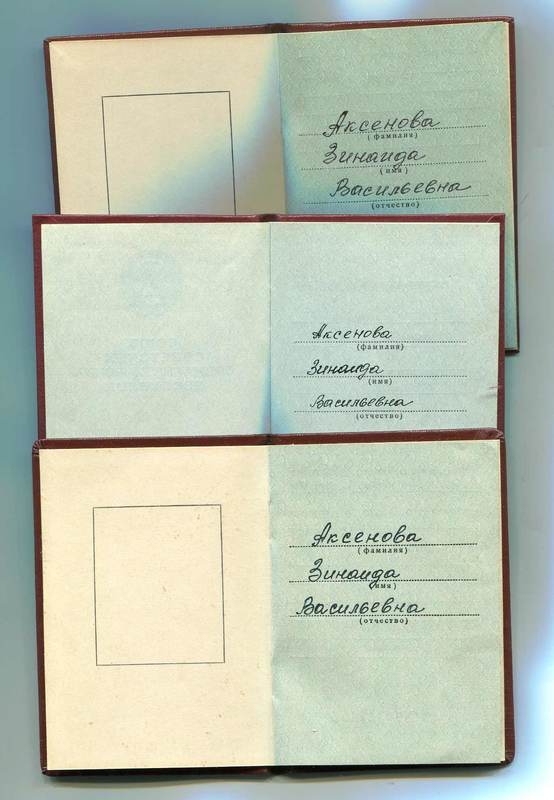 Аксенова
(фамилия)
Зинаида
(имя)
Васильевна
(отчество)
Аксенова
(фамилия)
Зинаида
(имя)
Васильевна
(отчество)
Аксенова
(фамилия)
Зинаида
(имя)
Васильевна
(отчество)